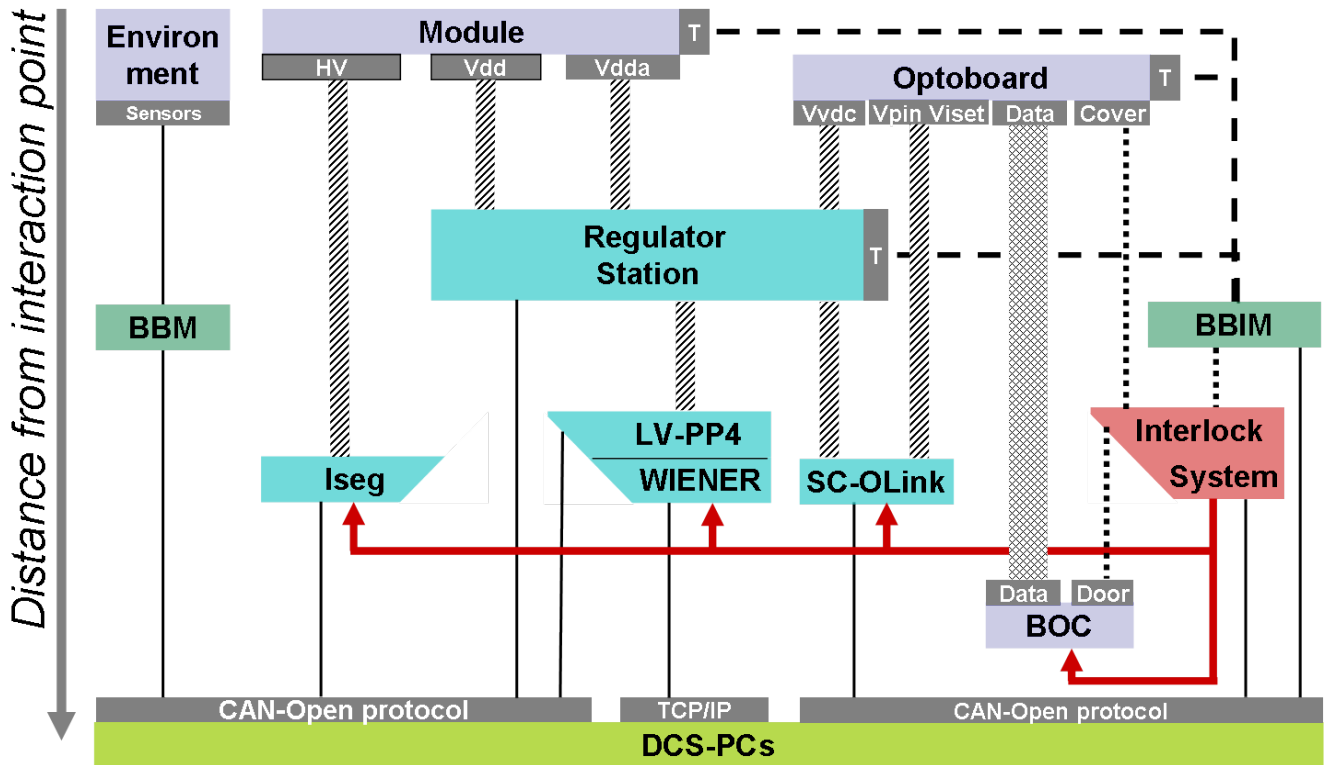 Distance from interaction point
Environ
ment
Sensors
Module
T
HV
Vdd
Vdda
Optoboard
T
Vvdc
Vpin Viset
Data
Cover
Regulator
Station
T
BBM
BBIM
Iseg
LV-PP4
WIENER
SC-OLink
Interlock
System
Data
Door
BOC
CAN-Open protocol
TCP/IP
CAN-Open protocol
DCS-PCs